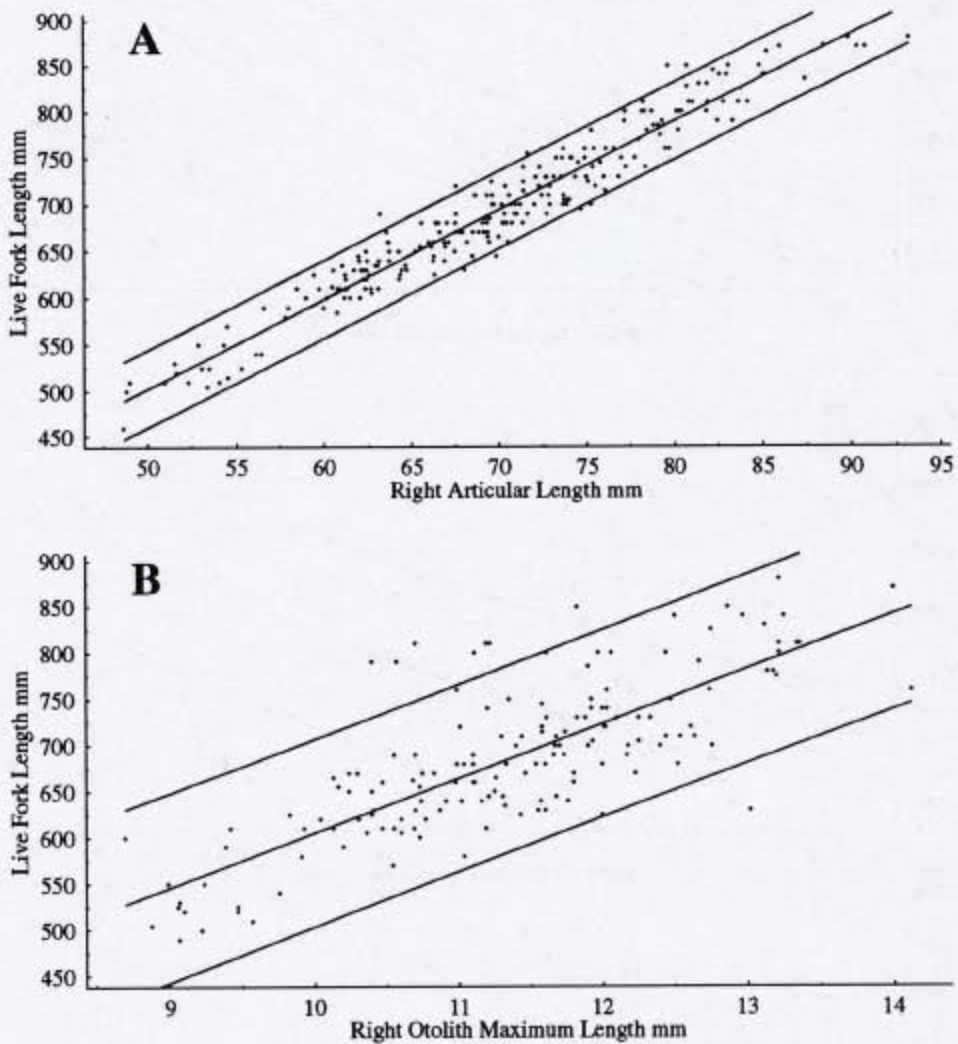 A
900
850
800
750
700
650
600
550
500
450
Live Fork Length mm
50 55 60 65 70 75 80 85 90 95
Right Articular Length mm
B
900
850
800
750
700
650
600
550
500
450
Live Fork Length mm
9 10 11 12 13 14
Right Otolith Maximum Length mm